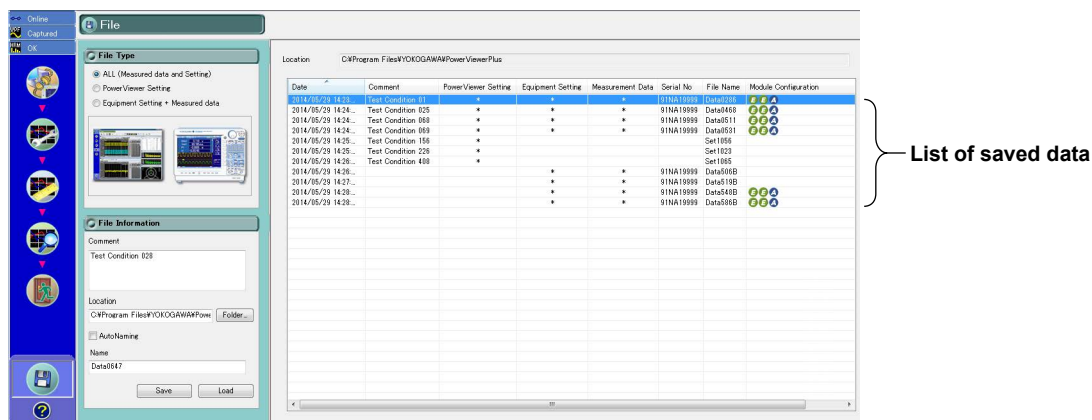 Online
Captured
OK
File
File Type
ALL (Measured data and Setting)
PowerViewer Setting
Equipment Setting + Measured data
File Information
Comment
Test Condition 028
Location
C:¥Program Files¥YOKOGAWA¥Powe
Folder...
AutoNaming
Name
Data0647
Save Load
Location C:¥Program Files¥YOKOGAWA¥PowerViewerPlus
Date Comment PowerViewer Setting Equipment Setting Measurement Data Serial No File Name Module Configuration
2014/05/29 14:23:... Test Condition 01 * * * 91NA19999 Data0286 E E A
2014/05/29 14:24:... Test Condition 025 * * * 91NA19999 Data0468 E E A
2014/05/29 14:24:... Test Condition 068 * * * 91NA19999 Data0511 E E A
2014/05/29 14:24:... Test Condition 069 * * * 91NA19999 Data0531 E E A
2014/05/29 14:25:... Test Condition 156 * Set1056
2014/05/29 14:25:... Test Condition 226 * Set1023
2014/05/29 14:26:... Test Condition 408 * Set1065
2014/05/29 14:26:... * * 91NA19999 Data506B
2014/05/29 14:27:... * * 91NA19999 Data519B
2014/05/29 14:28:... * * 91NA19999 Data548B E E A
2014/05/29 14:28:... * * 91NA19999 Data586B E E A
List of saved data